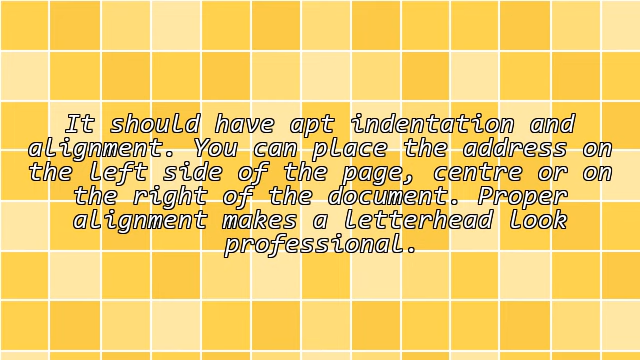 It should have apt indentation and
alignment. You can place the address on
the left side of the page, centre or on
the right of the document. Proper
alignment makes a letterhead look
professional.